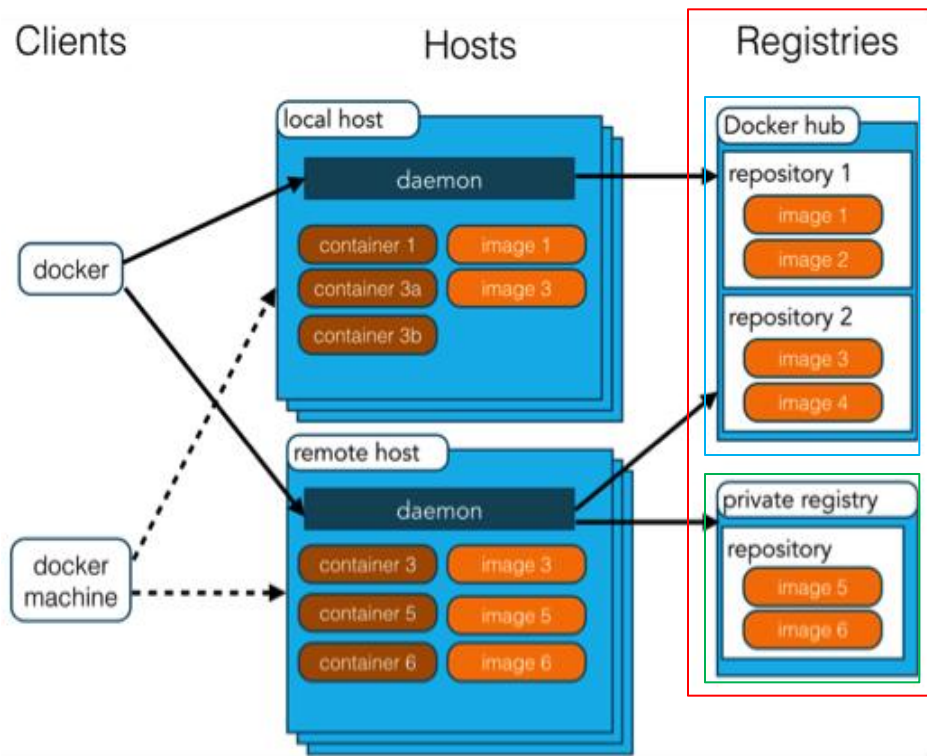 Clients
Hosts
Registries
docker
docker
machine
local host
daemon
container 1
image 1
container 3a
image 3
container 3b
remote host
daemon
container 3
image 3
container 5
image 5
container 6
image 6
Docker hub
repository 1
image 1
image 2
repository 2
image 3
image 4
private registry
repository
image 5
image 6